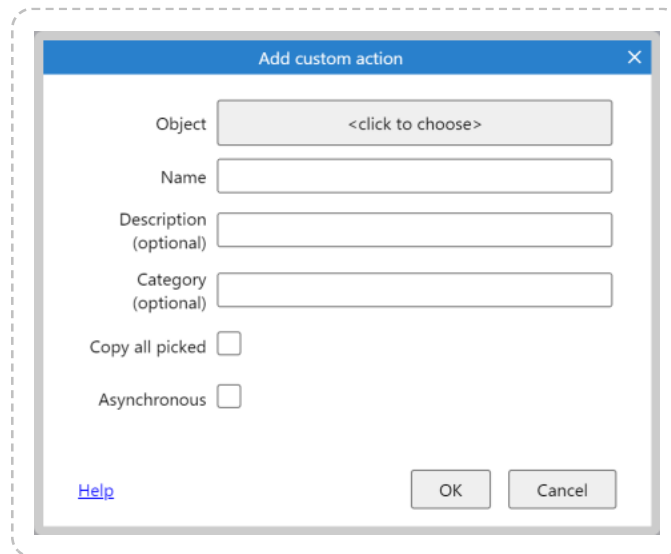 Add custom action
Object
<click to choose>
Name
Description
(optional)
Category
(optional)
Copy all picked
Asynchronous
Help
OK
Cancel